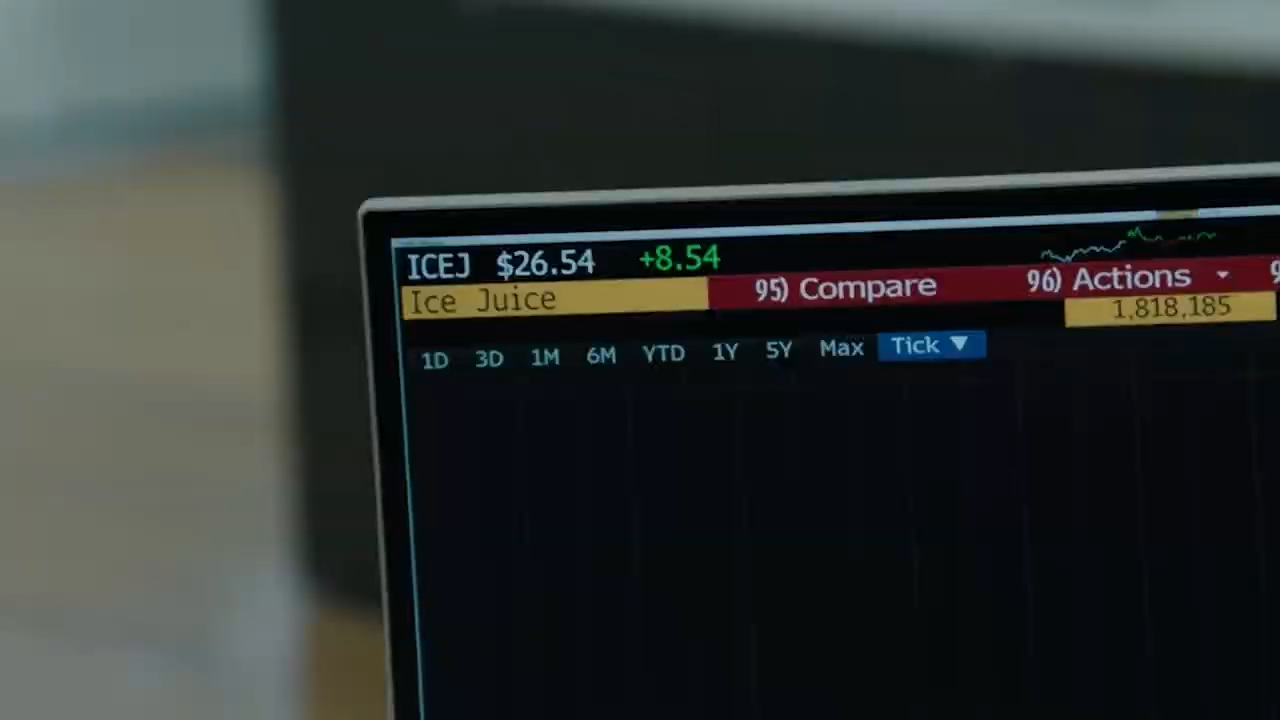 ICEJ $26.54 +8.54
Ice Juice 95) Compare 96) Actions
1,818,185
1D 3D 1M 6M YTD 1Y 5Y Max Tick ▼